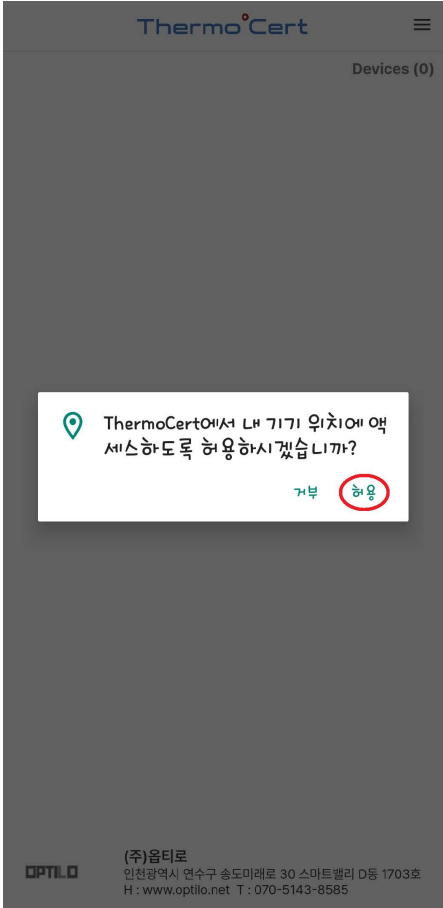 Thermo°Cert
Devices (0)
ThermoCert에서 내 기기 위치에 액
세스하도록 허용하시겠습니까?
거부 허용
(주)옵티로
OPTILO
인천광역시 연수구 송도미래로 30 스마트밸리 D동 1703호
H : www.optilo.net T : 070-5143-8585